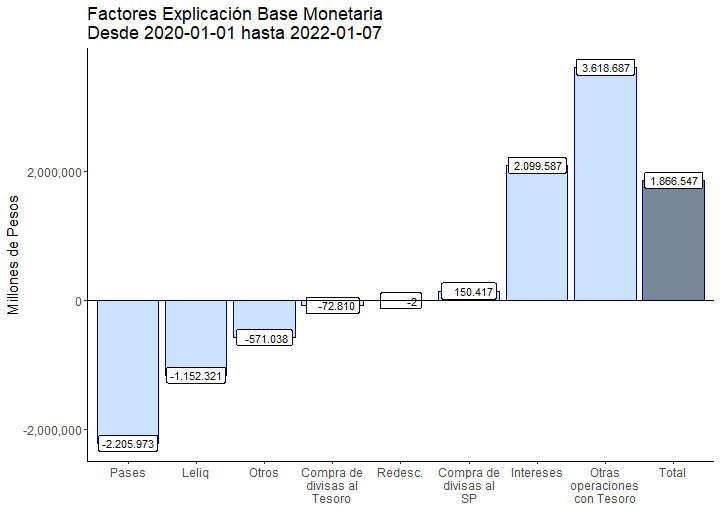 Factores Explicación Base Monetaria
Desde 2020-01-01 hasta 2022-01-07
Millones de Pesos
2,000,000
0
-2,000,000
-2.205.973
-1.152.321
-571.038
-72.810
-2
150.417
2.099.587
3.618.687
1.866.547
Pases
Leliq
Otros
Compra de
divisas al
Tesoro
Redesc.
Compra de
divisas al
SP
Intereses
Otras
operaciones
con Tesoro
Total